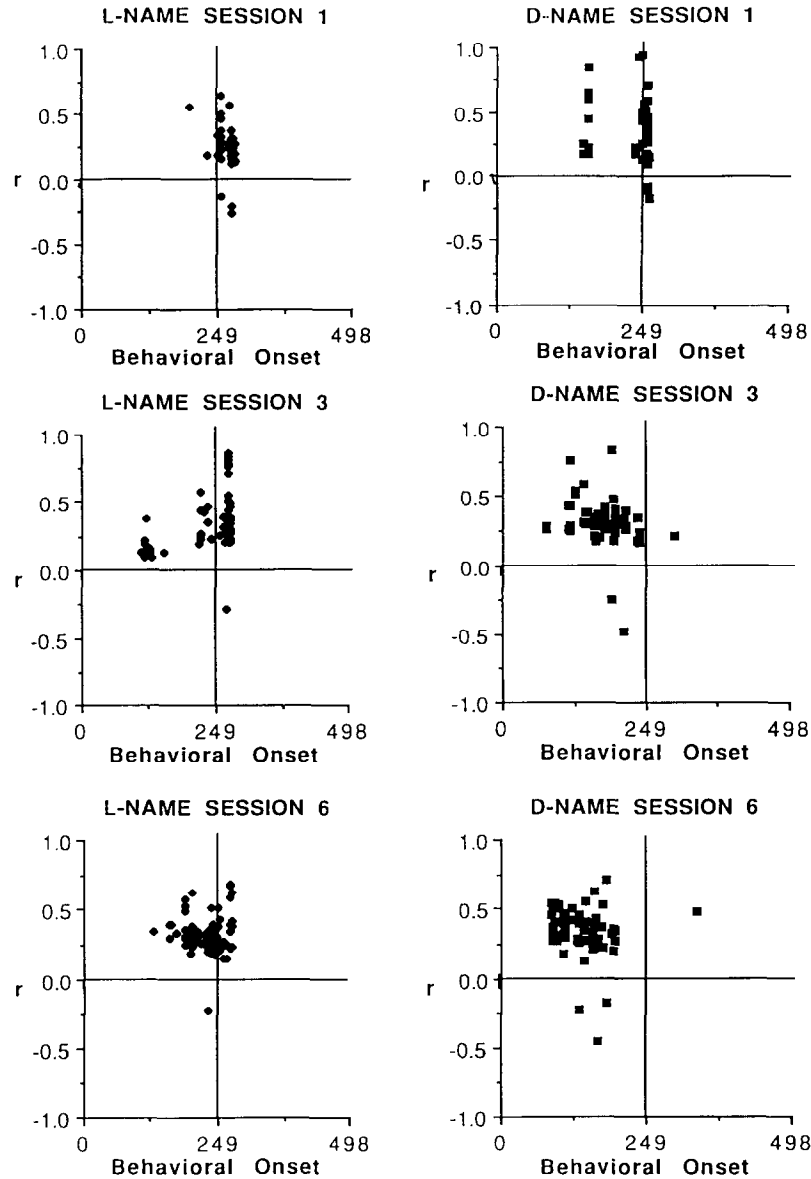 L-NAME SESSION 1
1.0
0.5
r
0.0
-0.5
-1.0
0
249
498
Behavioral Onset
D-NAME SESSION 1
1.0
0.5
r
0.0
-0.5
-1.0
0
249
498
Behavioral Onset
L-NAME SESSION 3
1.0
0.5
0.0
r
-0.5
-1.0
0
249
498
Behavioral Onset
D-NAME SESSION 3
1.0
0.5
0.0
r
-0.5
-1.0
0
249
498
Behavioral Onset
L-NAME SESSION 6
1.0
0.5
0.0
r
-0.5
-1.0
0
249
498
Behavioral Onset
D-NAME SESSION 6
1.0
0.5
0.0
r
-0.5
-1.0
0
249
498
Behavioral Onset